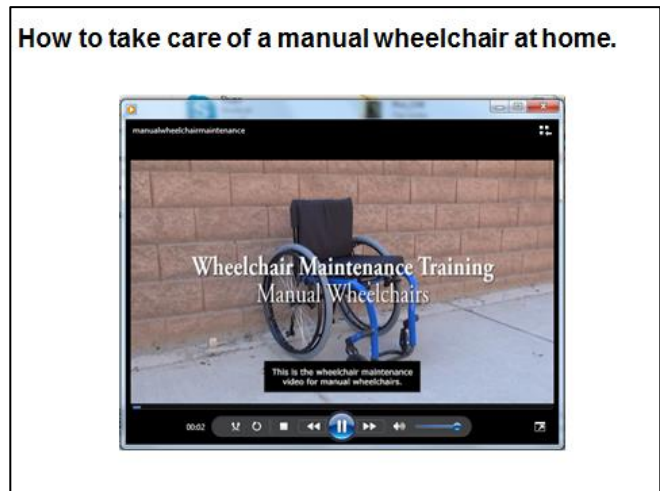 How to take care of a manual wheelchair at home.
manualwheelchairmaintenance
Wheelchair Maintenance Training
Manual Wheelchairs
This is the wheelchair maintenance
video for manual wheelchairs.
00:02